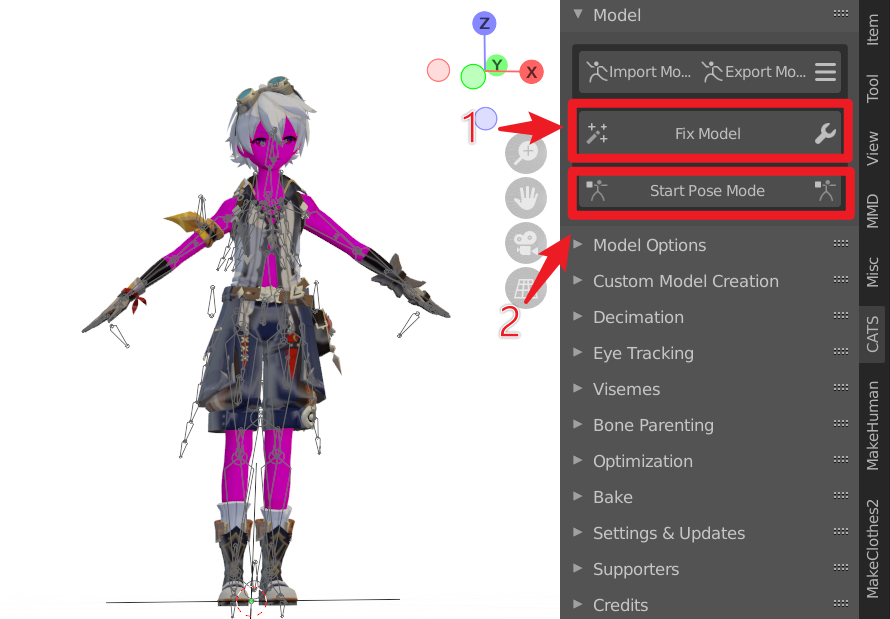 Model
Import Mo...
Export Mo...
Fix Model
Start Pose Mode
Model Options
Custom Model Creation
Decimation
Eye Tracking
Visemes
Bone Parenting
Optimization
Bake
Settings & Updates
Supporters
Credits
Item
Tool
View
MMD
Misc
CATS
MakeHuman
MakeClothes2
Z
Y
X
1
2